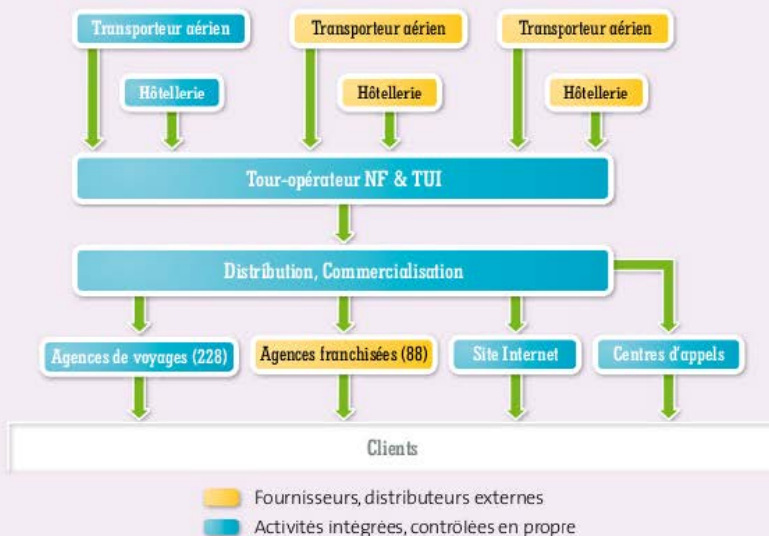 Transporteur aérien Transporteur aérien Transporteur aérien
Hôtellerie Hôtellerie Hôtellerie
Tour-opérateur NF & TUI
Distribution, Commercialisation
Agences de voyages (228) Agences franchisées (88) Site Internet Centres d'appels
Clients
Fournisseurs, distributeurs externes
Activités intégrées, contrôlées en propre